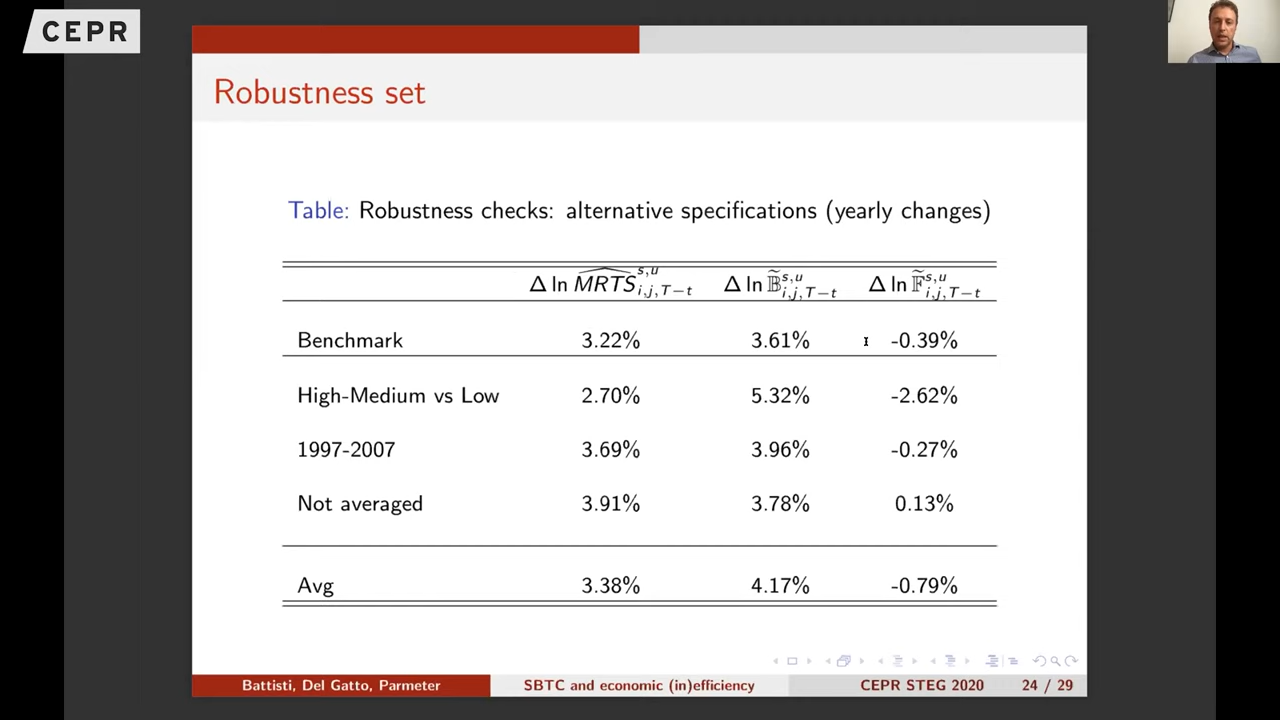 CEPR
Robustness set
Table: Robustness checks: alternative specifications (yearly changes)
Δ ln \widehat{MRTS}^{s,u}_{i,j,T−t} Δ ln \widetilde{𝔹}^{s,u}_{i,j,T−t} Δ ln \widetilde{𝔽}^{s,u}_{i,j,T−t}
Benchmark 3.22% 3.61% -0.39%
High-Medium vs Low 2.70% 5.32% -2.62%
1997-2007 3.69% 3.96% -0.27%
Not averaged 3.91% 3.78% 0.13%
Avg 3.38% 4.17% -0.79%
Battisti, Del Gatto, Parmeter SBTC and economic (in)efficiency CEPR STEG 2020 24 / 29